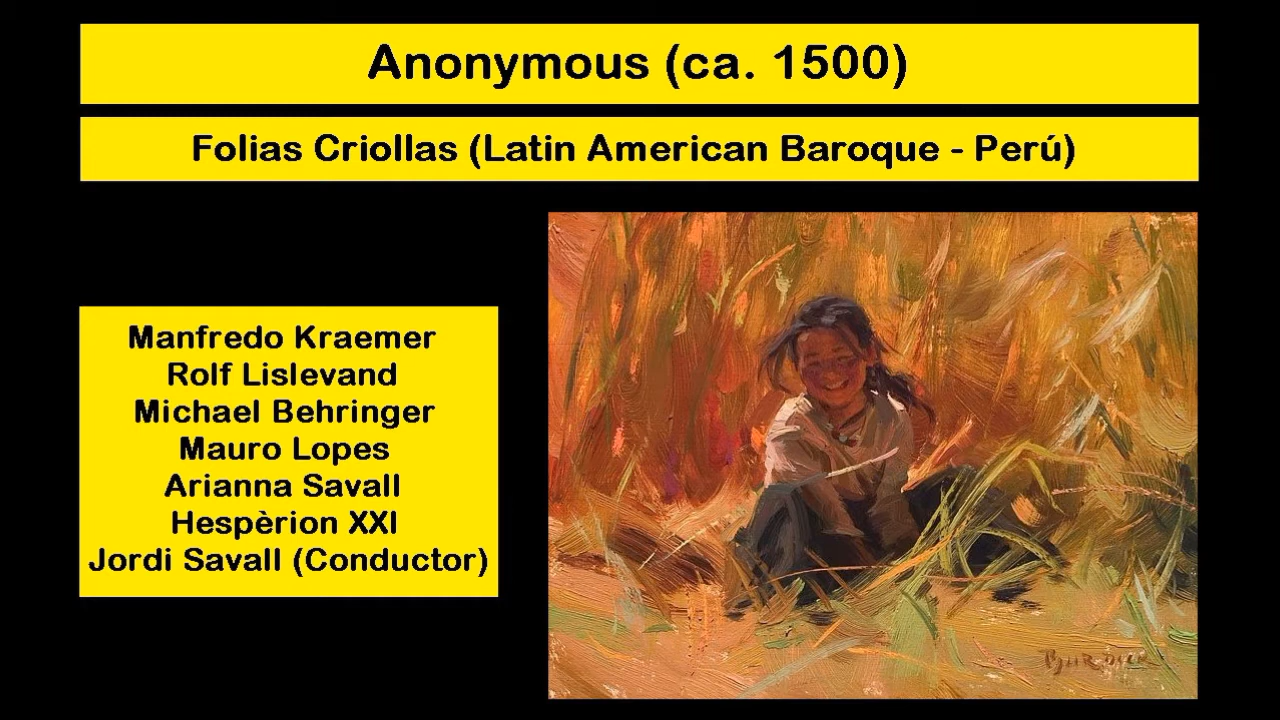 Anonymous (ca. 1500)
Folias Criollas (Latin American Baroque - Perú)
Manfredo Kraemer
Rolf Lislevand
Michael Behringer
Mauro Lopes
Arianna Savall
Hespèrion XXI
Jordi Savall (Conductor)